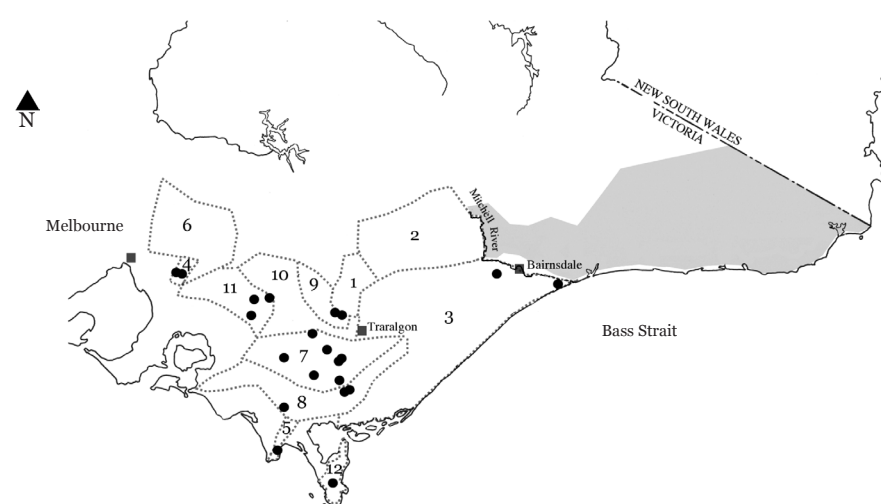 N
NEW SOUTH WALES
VICTORIA
Melbourne
6
Mitchell River
2
4
Bairnsdale
10
11
9
1
3
Traralgon
Bass Strait
7
8
5
12